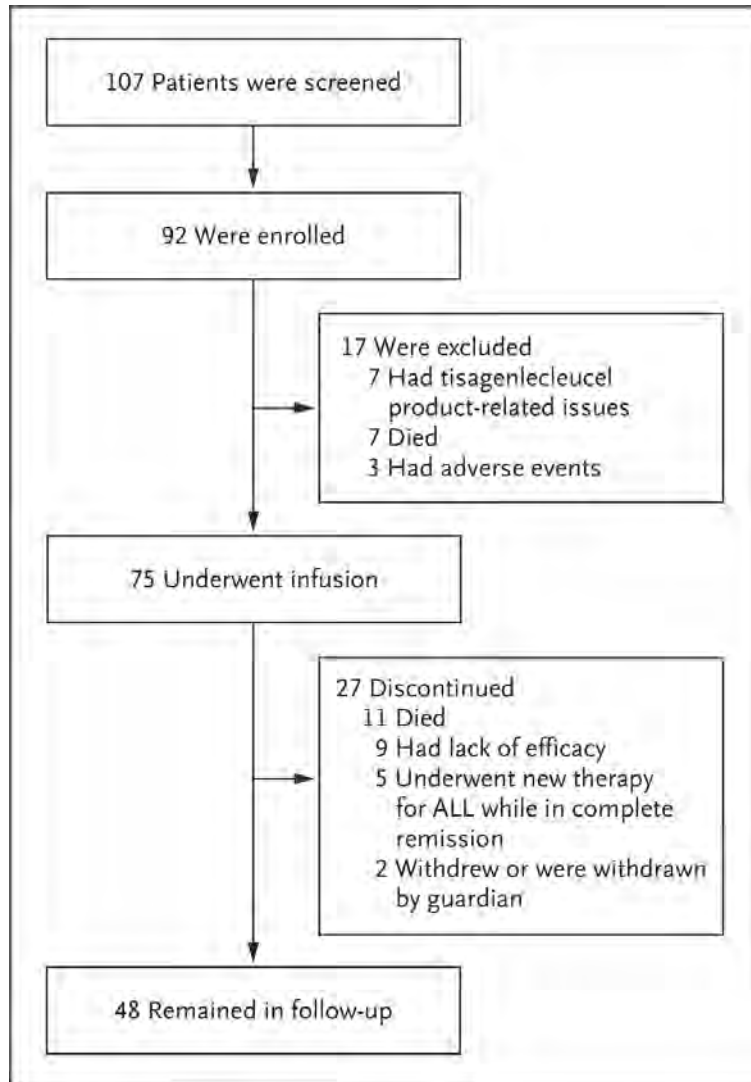 107 Patients were screened
92 Were enrolled
17 Were excluded
7 Had tisagenlecleucel
product-related issues
7 Died
3 Had adverse events
75 Underwent infusion
27 Discontinued
11 Died
9 Had lack of efficacy
5 Underwent new therapy
for ALL while in complete
remission
2 Withdrew or were withdrawn
by guardian
48 Remained in follow-up